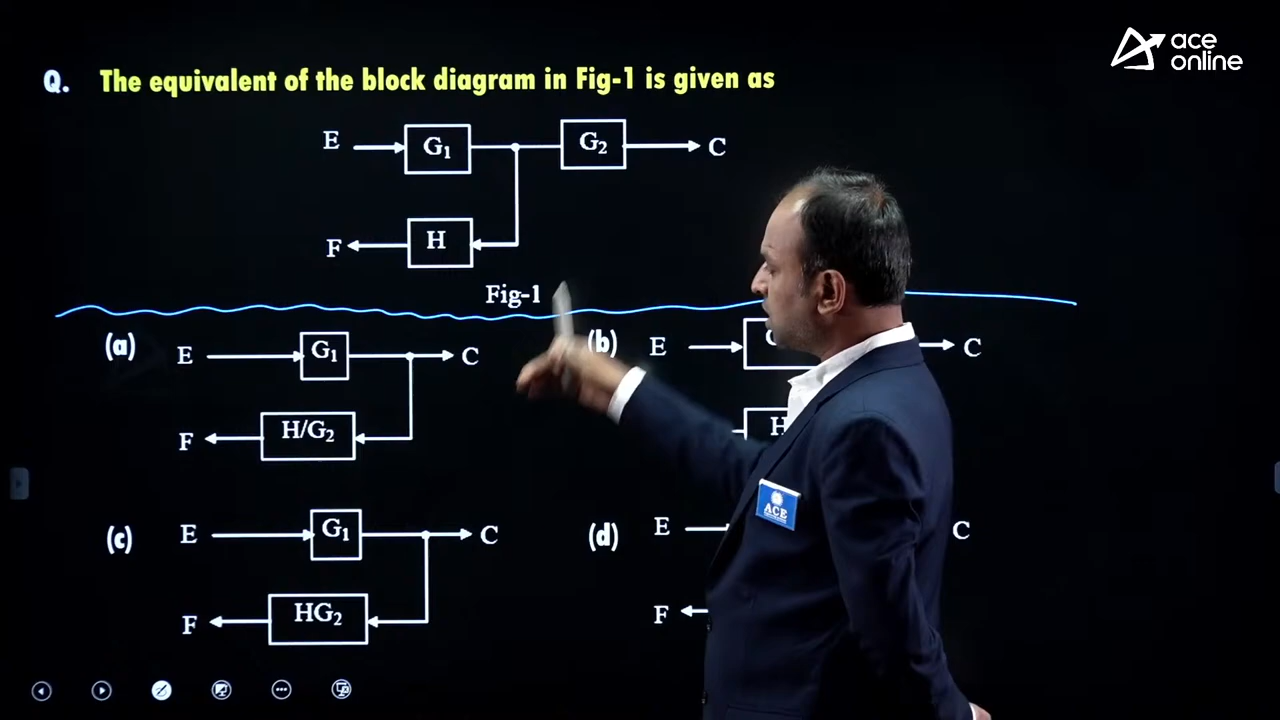 ace
online
Q. The equivalent of the block diagram in Fig-1 is given as
E G₁ G₂ C
F H
Fig-1
(a) E G₁ C
F H/G₂
(b) E C
H
(c) E G₁ C
F HG₂
(d) E C
F
ACE